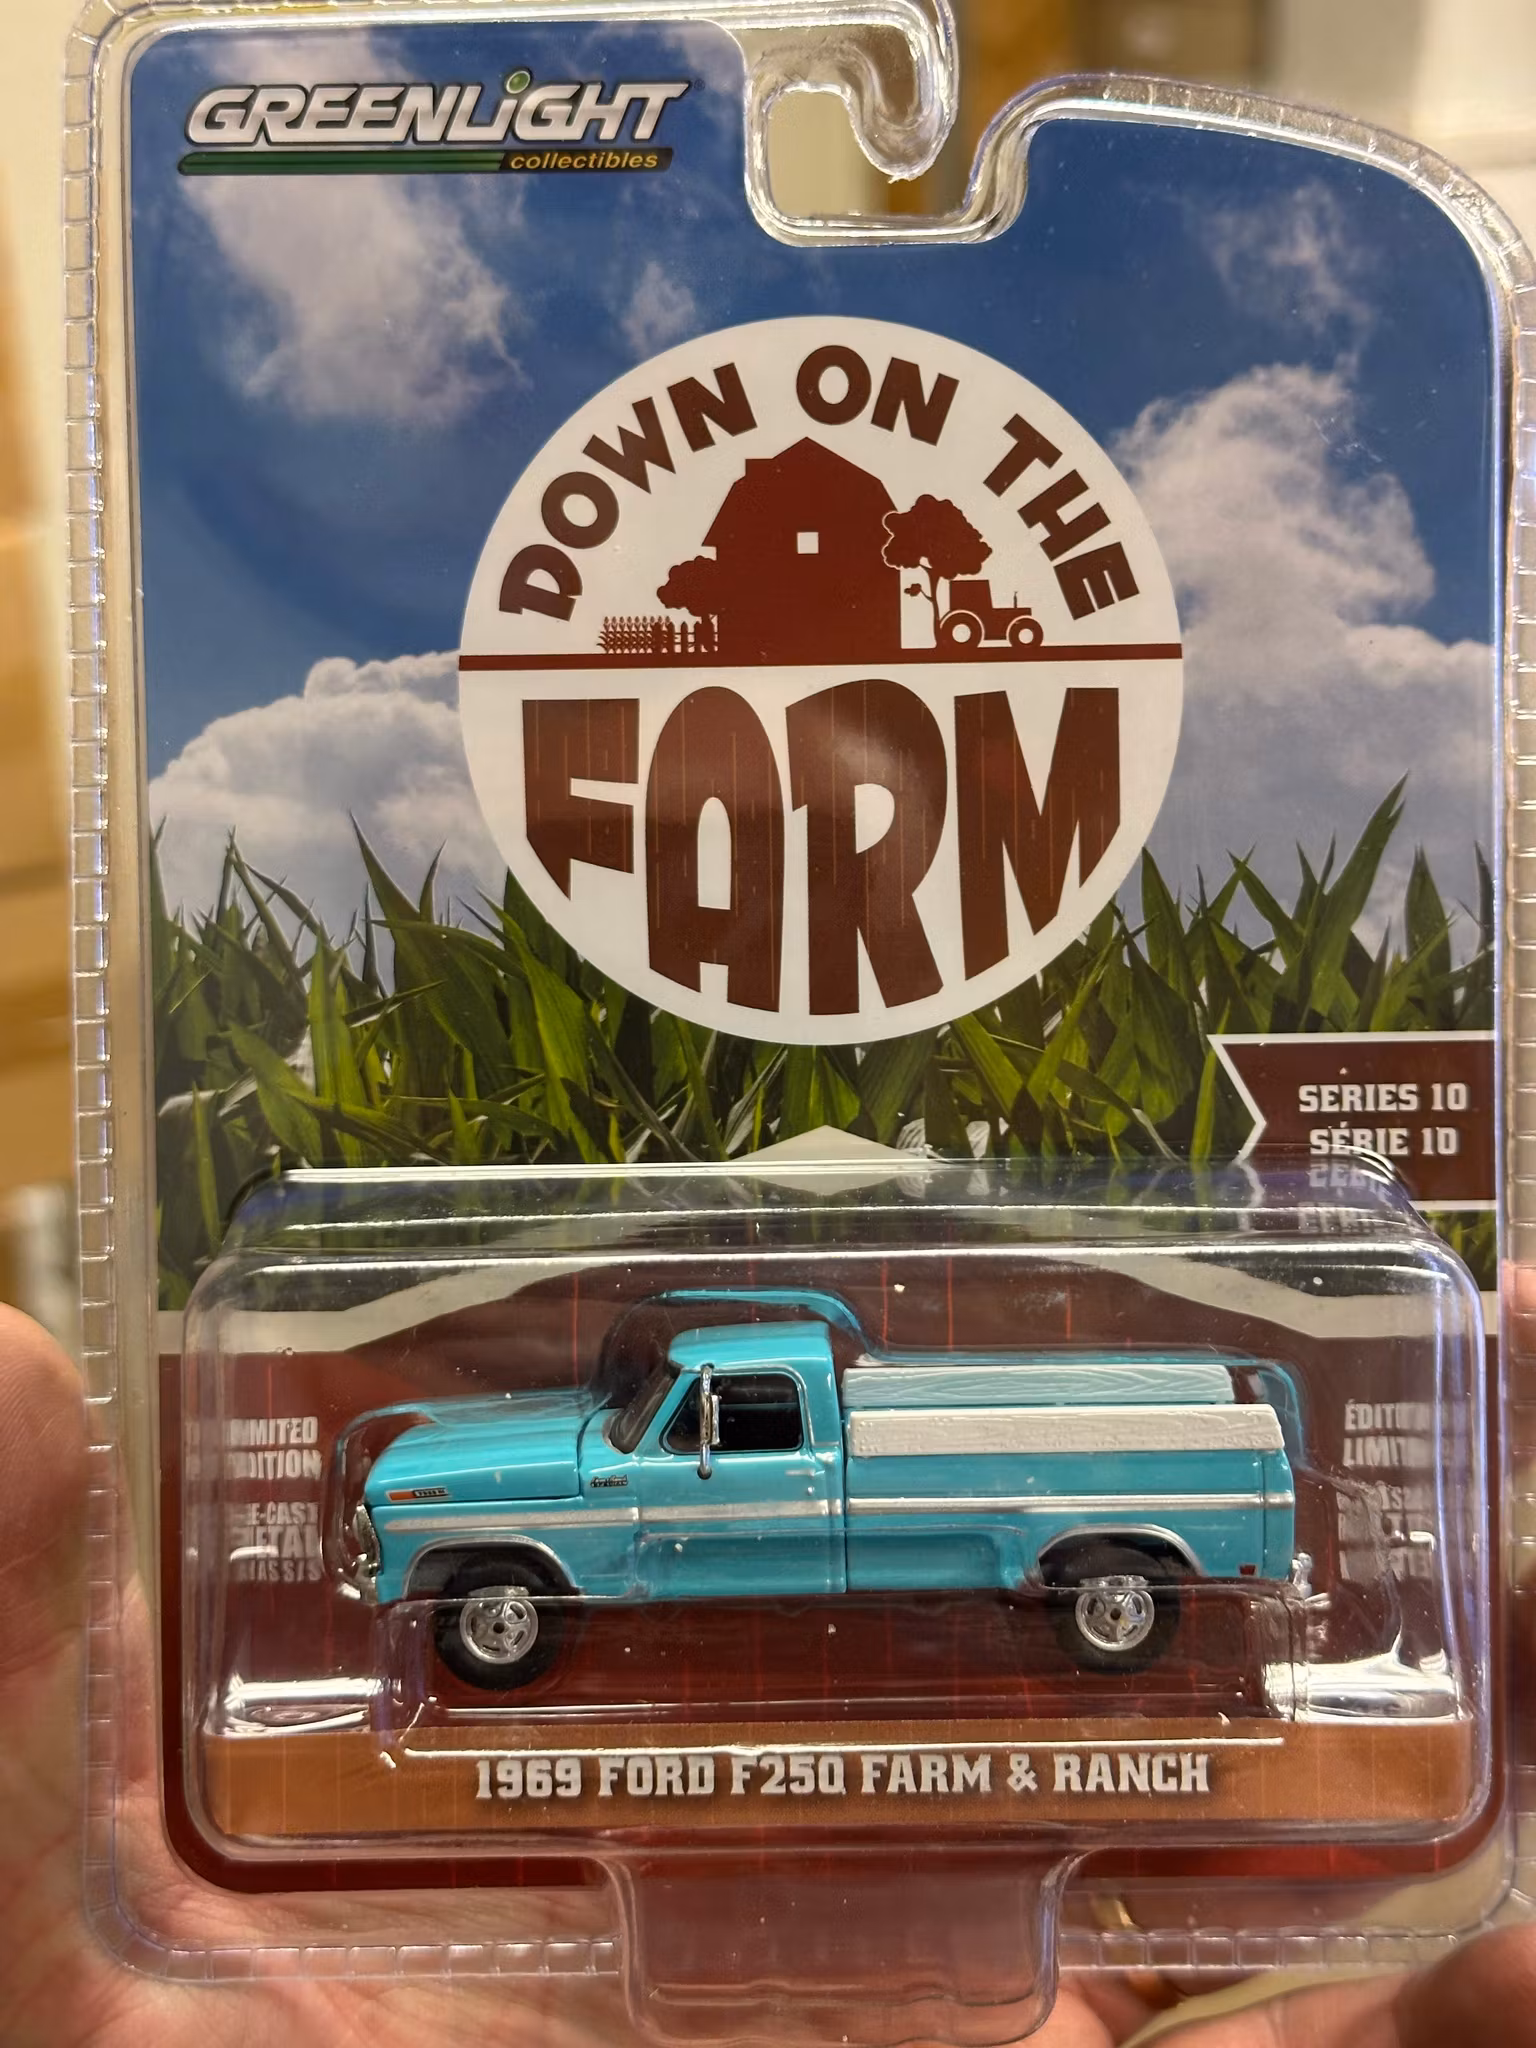 GREENLiGHT
collectibles
DOWN ON THE
FARM
SERIES 10
SÉRIE 10
LIMITED
EDITION
1969 FORD F250 FARM & RANCH